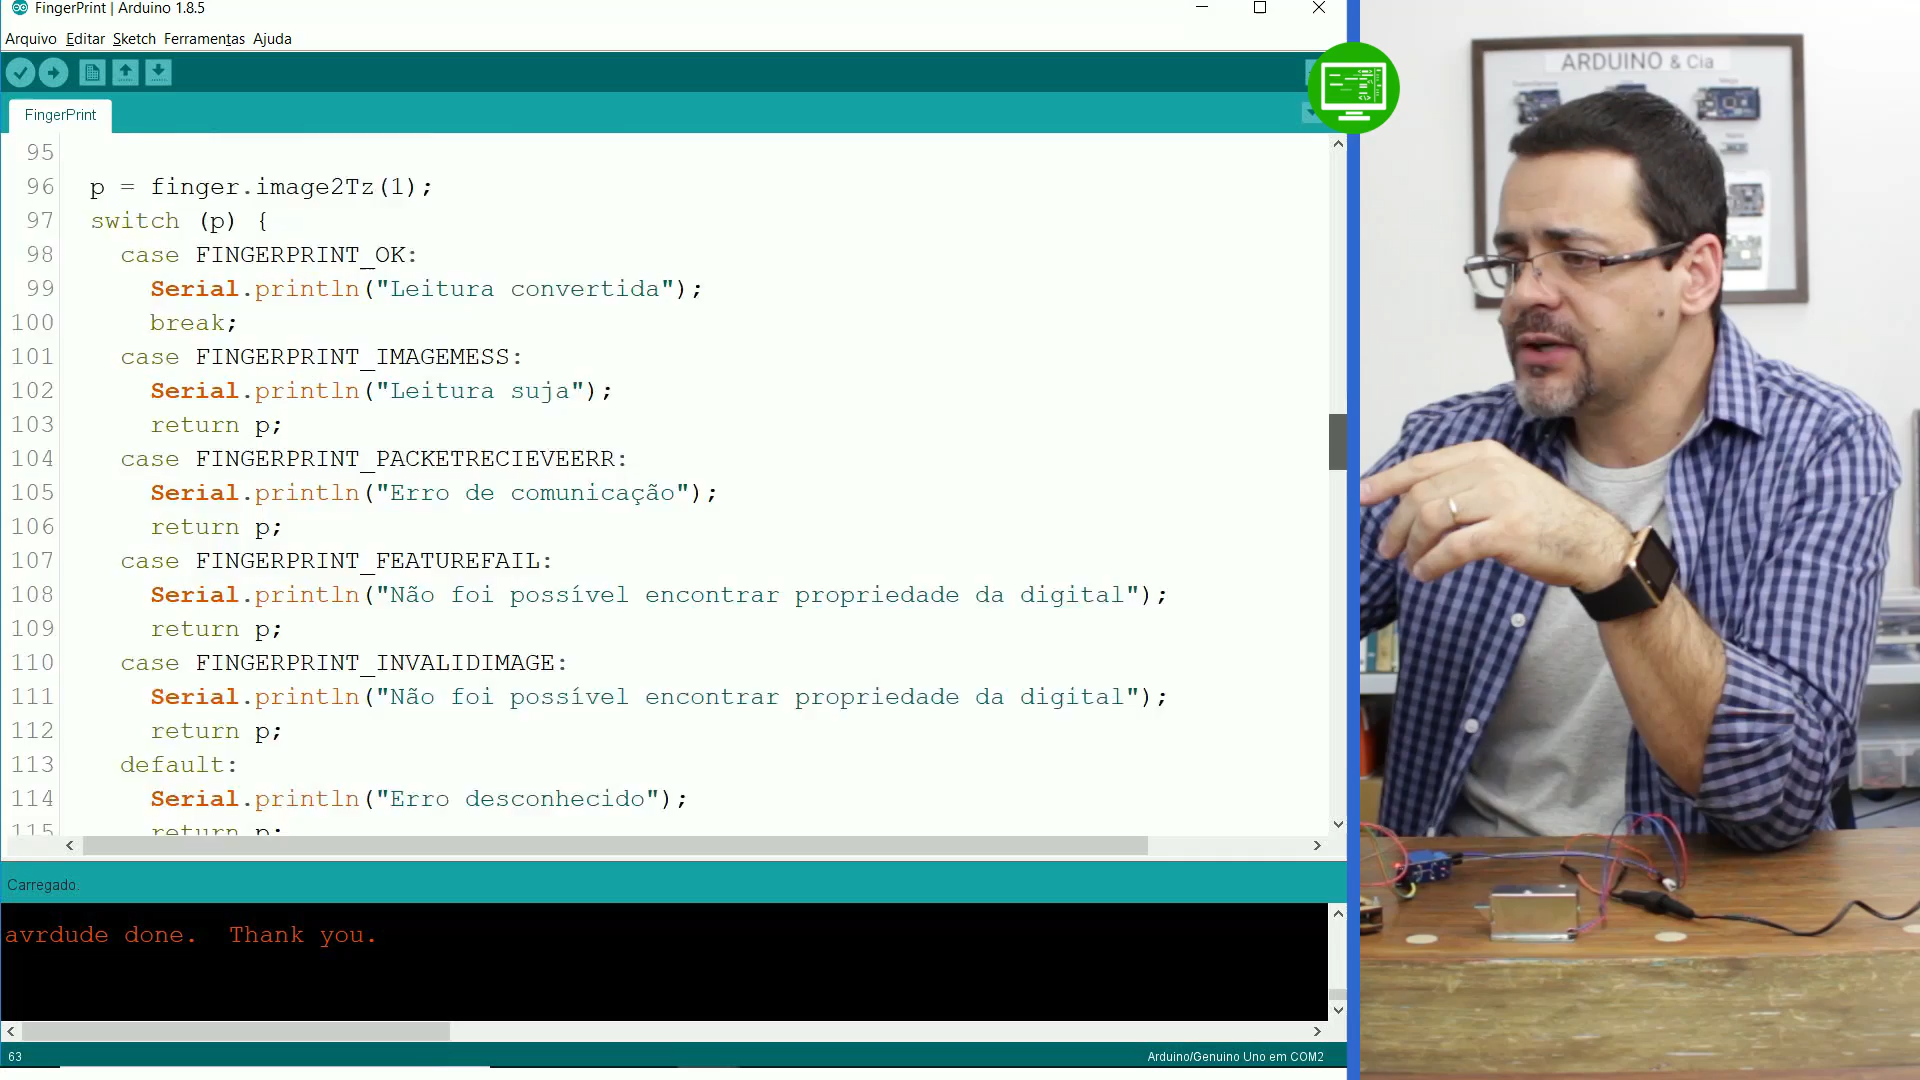 FingerPrint | Arduino 1.8.5
Arquivo Editar Sketch Ferramentas Ajuda
FingerPrint
95
96 p = finger.image2Tz(1);
97 switch (p) {
98 case FINGERPRINT_OK:
99 Serial.println("Leitura convertida");
100 break;
101 case FINGERPRINT_IMAGEMESS:
102 Serial.println("Leitura suja");
103 return p;
104 case FINGERPRINT_PACKETRECIEVEERR:
105 Serial.println("Erro de comunicação");
106 return p;
107 case FINGERPRINT_FEATUREFAIL:
108 Serial.println("Não foi possível encontrar propriedade da digital");
109 return p;
110 case FINGERPRINT_INVALIDIMAGE:
111 Serial.println("Não foi possível encontrar propriedade da digital");
112 return p;
113 default:
114 Serial.println("Erro desconhecido");
115 return p;
Carregado.
avrdude done. Thank you.
63
Arduino/Genuino Uno em COM2
ARDUINO & Cia